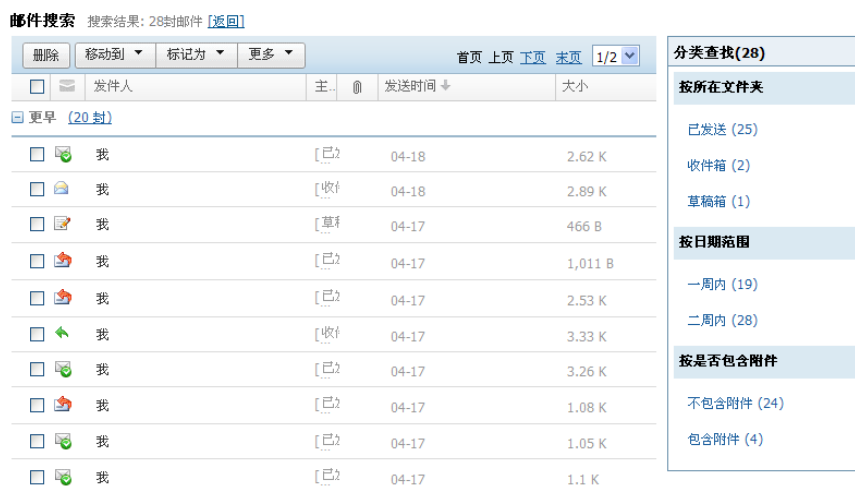 邮件搜索 搜索结果: 28封邮件 [返回]
删除 移动到 标记为 更多 首页 上页 下页 末页 1/2
发件人 主.. 发送时间 大小
更早 (20 封)
我 04-18 2.62 K
我 04-18 2.89 K
我 04-17 466 B
我 04-17 1,011 B
我 04-17 2.53 K
我 04-17 3.33 K
我 04-17 3.26 K
我 04-17 1.08 K
我 04-17 1.05 K
我 04-17 1.1 K
分类查找(28)
按所在文件夹
已发送 (25)
收件箱 (2)
草稿箱 (1)
按日期范围
一周内 (19)
二周内 (28)
按是否包含附件
不包含附件 (24)
包含附件 (4)